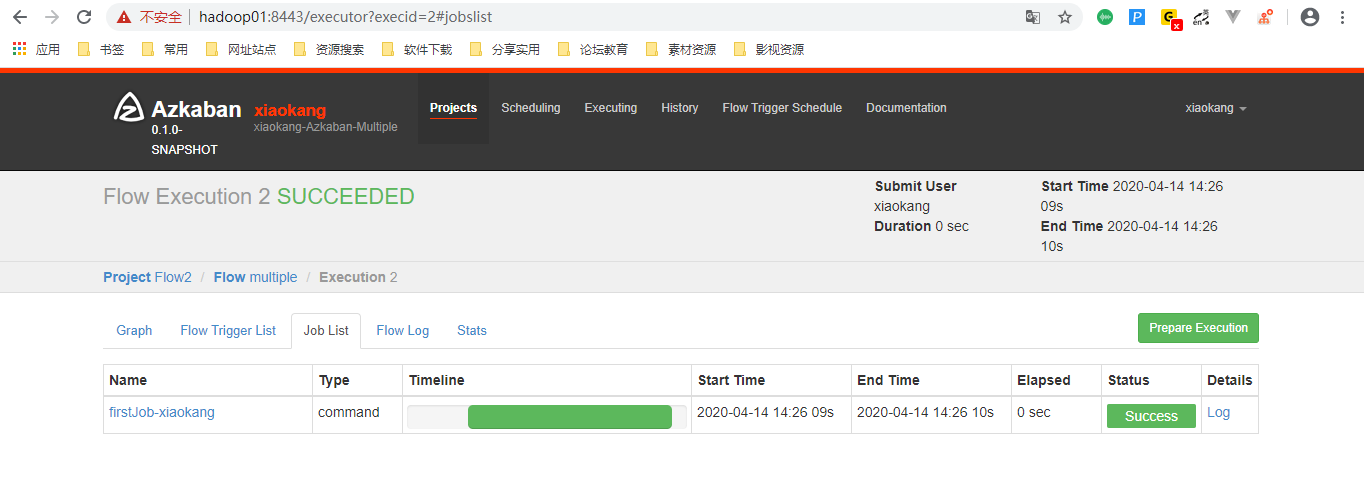 不安全 | hadoop01:8443/executor?execid=2#jobslist
应用 书签 常用 网址站点 资源搜索 软件下载 分享实用 论坛教育 素材资源 影视资源
Azkaban xiaokang Projects Scheduling Executing History Flow Trigger Schedule Documentation xiaokang
0.1.0- xiaokang-Azkaban-Multiple
SNAPSHOT
Flow Execution 2 SUCCEEDED
Submit User
xiaokang
Duration 0 sec
Start Time 2020-04-14 14:26
09s
End Time 2020-04-14 14:26
10s
Project Flow2 / Flow multiple / Execution 2
Graph Flow Trigger List Job List Flow Log Stats Prepare Execution
Name Type Timeline Start Time End Time Elapsed Status Details
firstJob-xiaokang command 2020-04-14 14:26 09s 2020-04-14 14:26 10s 0 sec Success Log